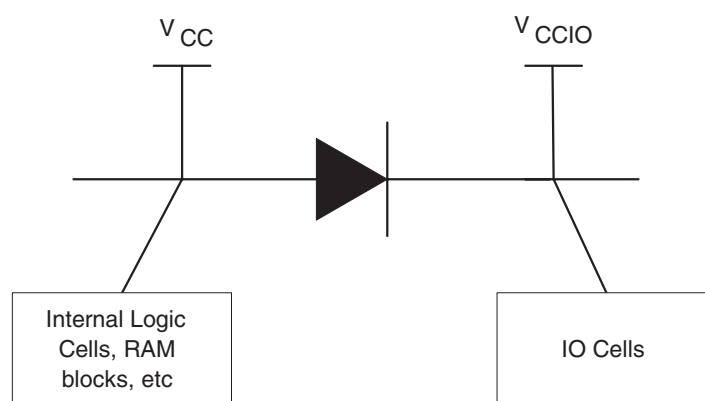 V CC
V CCIO
Internal Logic
Cells, RAM
blocks, etc
IO Cells